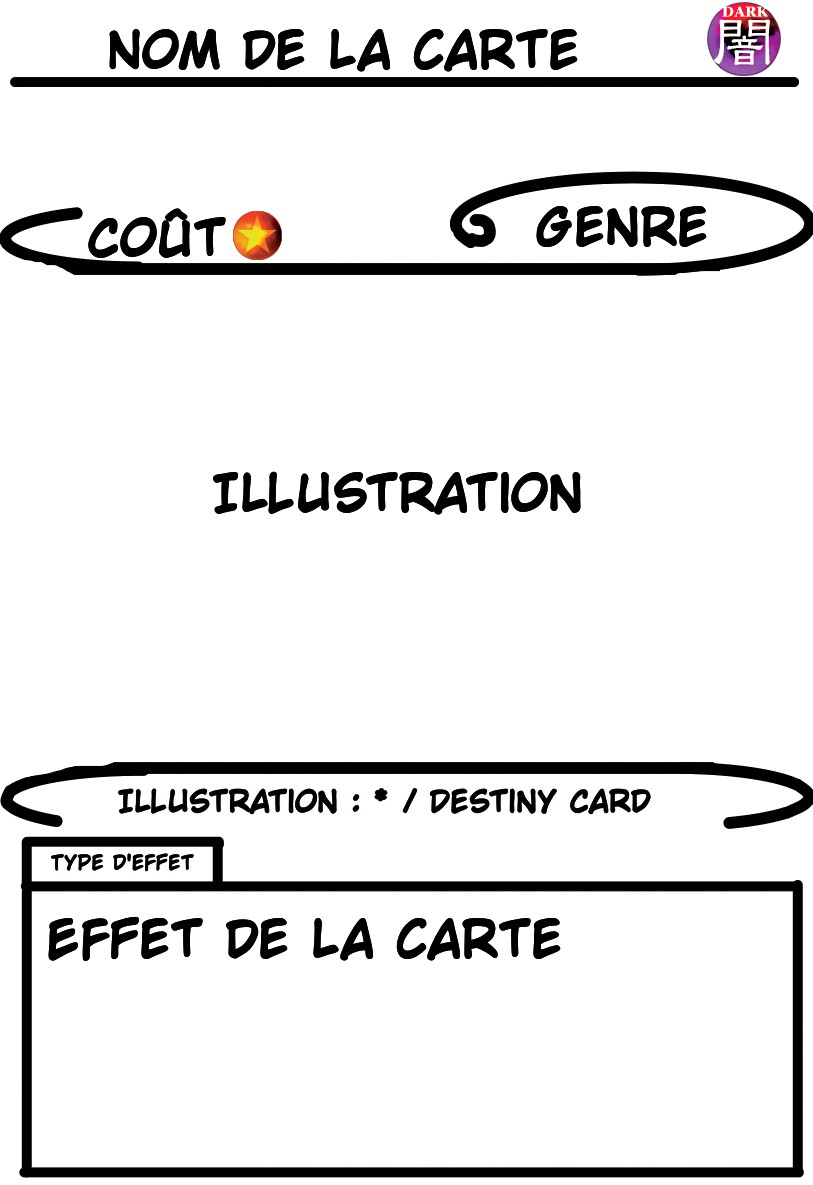 NOM DE LA CARTE
DARK
闇
COÛT
GENRE
ILLUSTRATION
ILLUSTRATION : * / DESTINY CARD
TYPE D'EFFET
EFFET DE LA CARTE